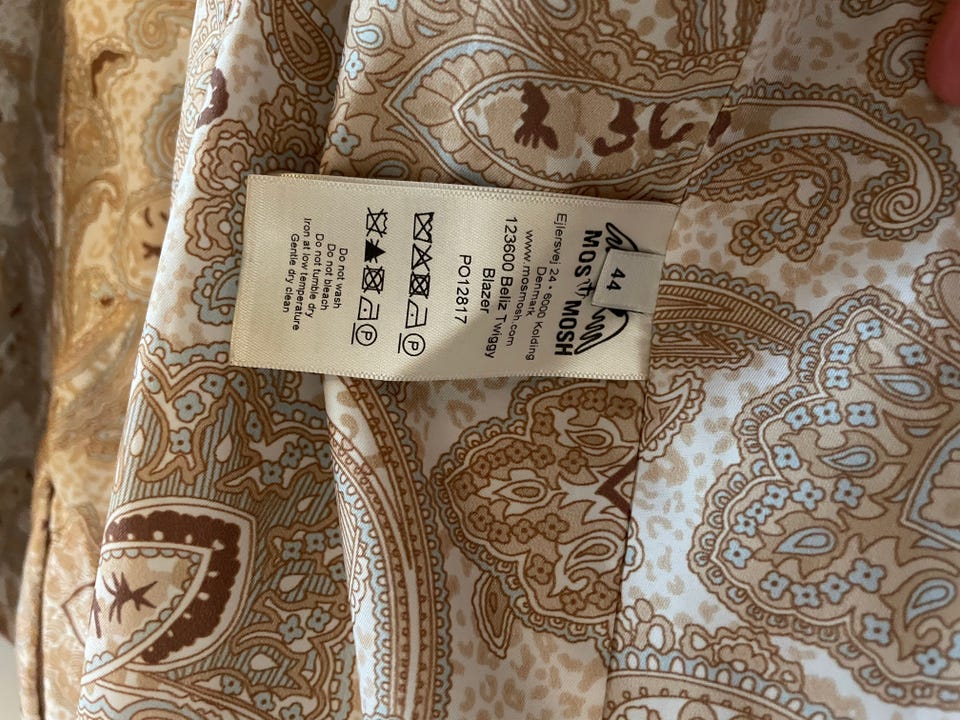 44
MOS MOSH
Ejlersvej 24 . 6000 Kolding
Denmark
www.mosmosh.com
123600 Beliz Twiggy
Blazer
PO12817
P
P
Do not wash
Do not bleach
Do not tumble dry
Iron at low temperature
Gentle dry clean